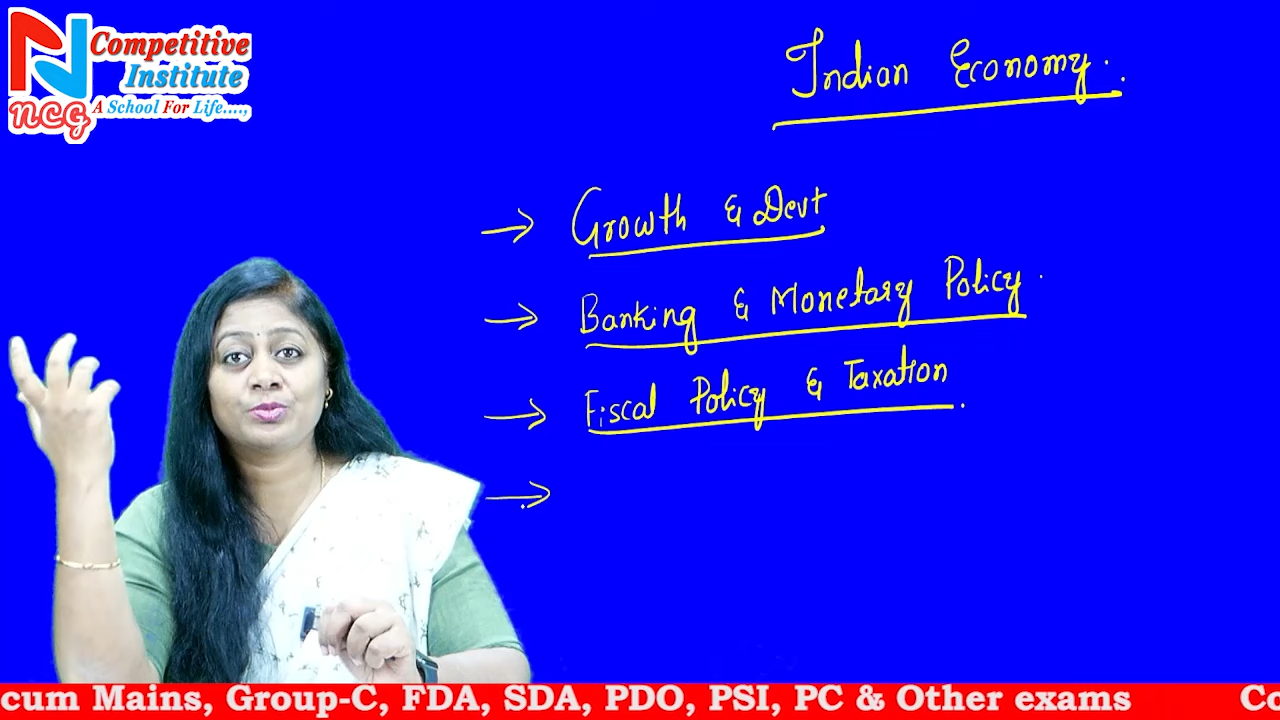 Competitive
Institute
NCG A School For Life....,
Indian Economy.
→ Growth & Devt
→ Banking & Monetary Policy.
→ Fiscal Policy & Taxation.
→
cum Mains, Group-C, FDA, SDA, PDO, PSI, PC & Other exams Co